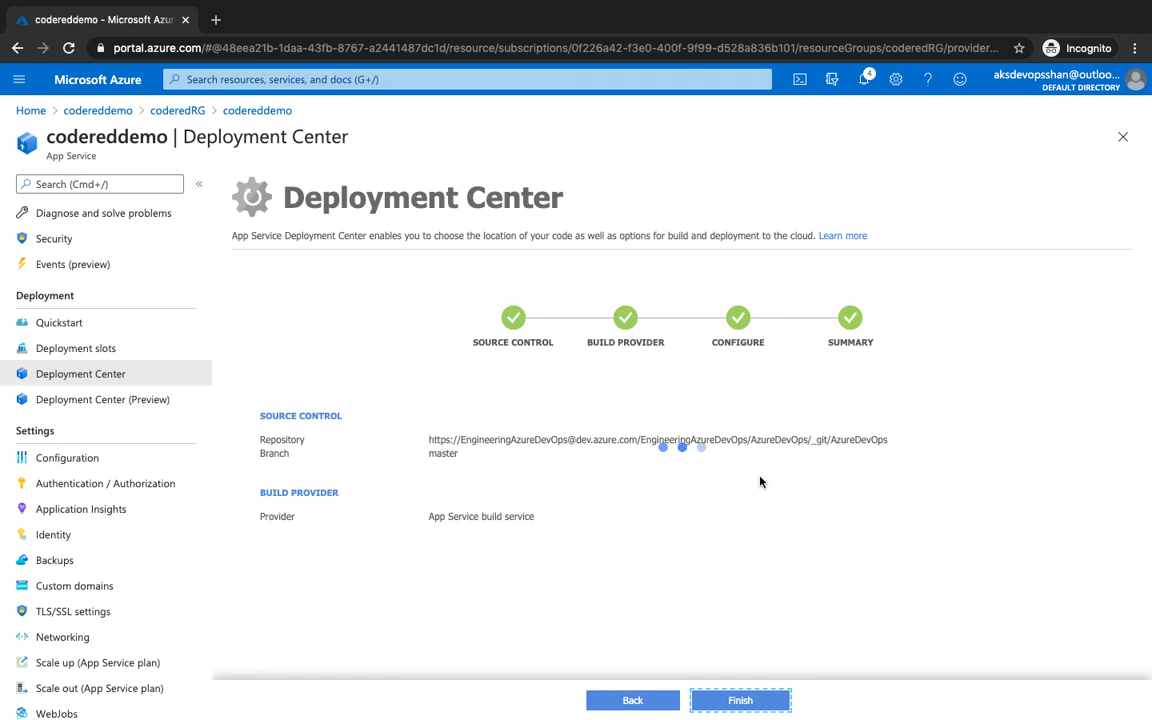 codereddemo - Microsoft Azur
portal.azure.com/#@48eea21b-1daa-43fb-8767-a2441487dc1d/resource/subscriptions/0f226a42-f3e0-400f-9f99-d528a836b101/resourceGroups/coderedRG/provider...
Incognito
Microsoft Azure
Search resources, services, and docs (G+/)
4
aksdevopsshan@outloo...
DEFAULT DIRECTORY
Home > codereddemo > coderedRG > codereddemo
codereddemo | Deployment Center
App Service
Search (Cmd+/)
Diagnose and solve problems
Security
Events (preview)
Deployment
Quickstart
Deployment slots
Deployment Center
Deployment Center (Preview)
Settings
Configuration
Authentication / Authorization
Application Insights
Identity
Backups
Custom domains
TLS/SSL settings
Networking
Scale up (App Service plan)
Scale out (App Service plan)
WebJobs
Deployment Center
App Service Deployment Center enables you to choose the location of your code as well as options for build and deployment to the cloud. Learn more
SOURCE CONTROL
BUILD PROVIDER
CONFIGURE
SUMMARY
SOURCE CONTROL
Repository https://EngineeringAzureDevOps@dev.azure.com/EngineeringAzureDevOps/AzureDevOps/_git/AzureDevOps
Branch master
BUILD PROVIDER
Provider App Service build service
Back
Finish